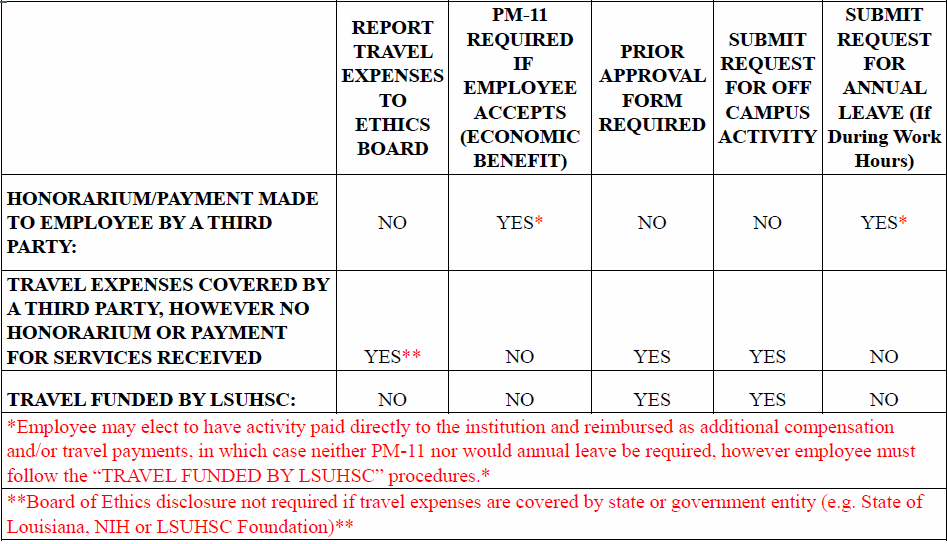 REPORT
TRAVEL
EXPENSES
TO
ETHICS
BOARD
PM-11
REQUIRED
IF
EMPLOYEE
ACCEPTS
(ECONOMIC
BENEFIT)
PRIOR
APPROVAL
FORM
REQUIRED
SUBMIT
REQUEST
FOR OFF
CAMPUS
ACTIVITY
SUBMIT
REQUEST
FOR
ANNUAL
LEAVE (If
During Work
Hours)
HONORARIUM/PAYMENT MADE
TO EMPLOYEE BY A THIRD
PARTY:
NO YES* NO NO YES*
TRAVEL EXPENSES COVERED BY
A THIRD PARTY, HOWEVER NO
HONORARIUM OR PAYMENT
FOR SERVICES RECEIVED YES** NO YES YES NO
TRAVEL FUNDED BY LSUHSC: NO NO YES YES NO
*Employee may elect to have activity paid directly to the institution and reimbursed as additional compensation
and/or travel payments, in which case neither PM-11 nor would annual leave be required, however employee must
follow the “TRAVEL FUNDED BY LSUHSC” procedures.*
**Board of Ethics disclosure not required if travel expenses are covered by state or government entity (e.g. State of
Louisiana, NIH or LSUHSC Foundation)**